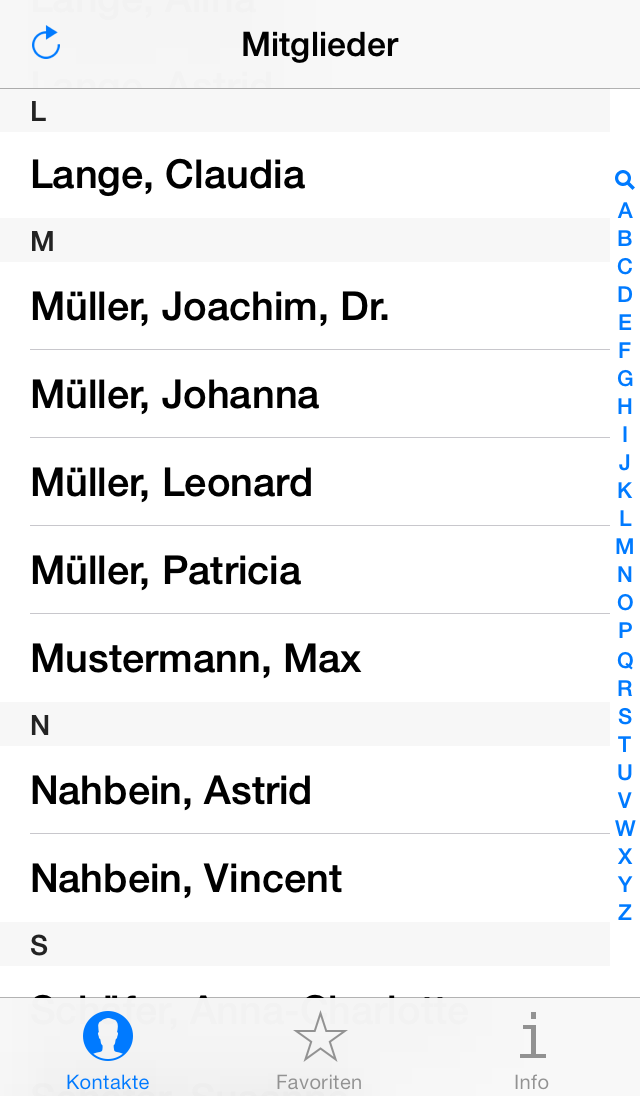 Lange, Alina
Mitglieder
Lange, Astrid
L
Lange, Claudia
M
Müller, Joachim, Dr.
Müller, Johanna
Müller, Leonard
Müller, Patricia
Mustermann, Max
N
Nahbein, Astrid
Nahbein, Vincent
S
Schäfer, Anna-Charlotte
A
B
C
D
E
F
G
H
I
J
K
L
M
N
O
P
Q
R
S
T
U
V
W
X
Y
Z
Kontakte
Favoriten
Info